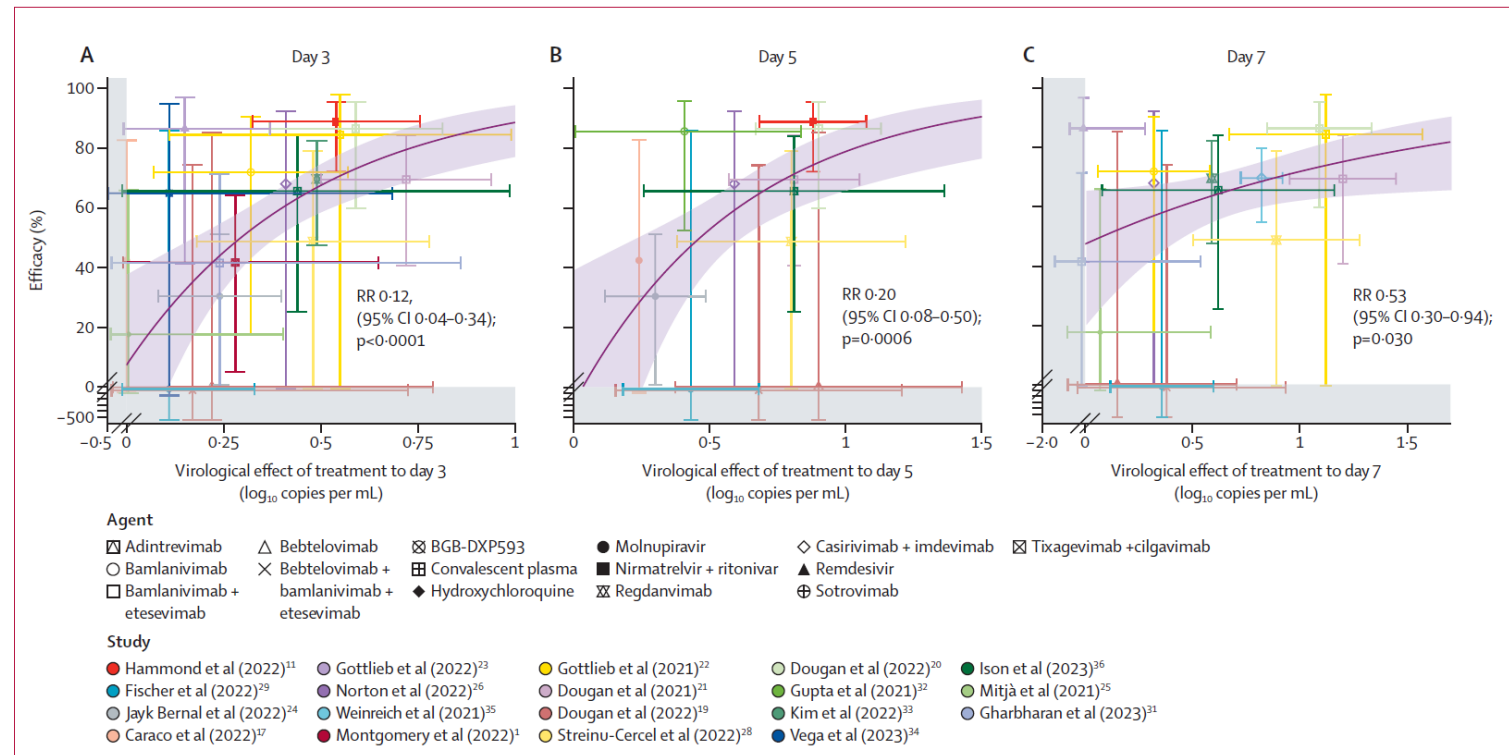 A
Day 3
B
Day 5
C
Day 7
Efficacy (%)
100
80
60
40
20
0
−500
−0·5
0
0·25
0·5
0·75
1
RR 0·12,
(95% CI 0·04–0·34);
p<0·0001
Virological effect of treatment to day 3
(log10 copies per mL)
0
0·5
1
1·5
RR 0·20
(95% CI 0·08–0·50);
p=0·0006
Virological effect of treatment to day 5
(log10 copies per mL)
−2·0
0
0·5
1
1·5
RR 0·53
(95% CI 0·30–0·94);
p=0·030
Virological effect of treatment to day 7
(log10 copies per mL)
Agent
Adintrevimab
Bamlanivimab
Bamlanivimab +
etesevimab
Bebtelovimab
Bebtelovimab +
bamlanivimab +
etesevimab
BGB-DXP593
Convalescent plasma
Hydroxychloroquine
Molnupiravir
Nirmatrelvir + ritonivar
Regdanvimab
Casirivimab + imdevimab
Remdesivir
Sotrovimab
Tixagevimab +cilgavimab
Study
Hammond et al (2022)11
Fischer et al (2022)29
Jayk Bernal et al (2022)24
Caraco et al (2022)17
Gottlieb et al (2022)23
Norton et al (2022)26
Weinreich et al (2021)35
Montgomery et al (2022)1
Gottlieb et al (2021)22
Dougan et al (2021)21
Dougan et al (2022)19
Streinu-Cercel et al (2022)28
Dougan et al (2022)20
Gupta et al (2021)32
Kim et al (2022)33
Vega et al (2023)34
Ison et al (2023)36
Mitjà et al (2021)25
Gharbharan et al (2023)31